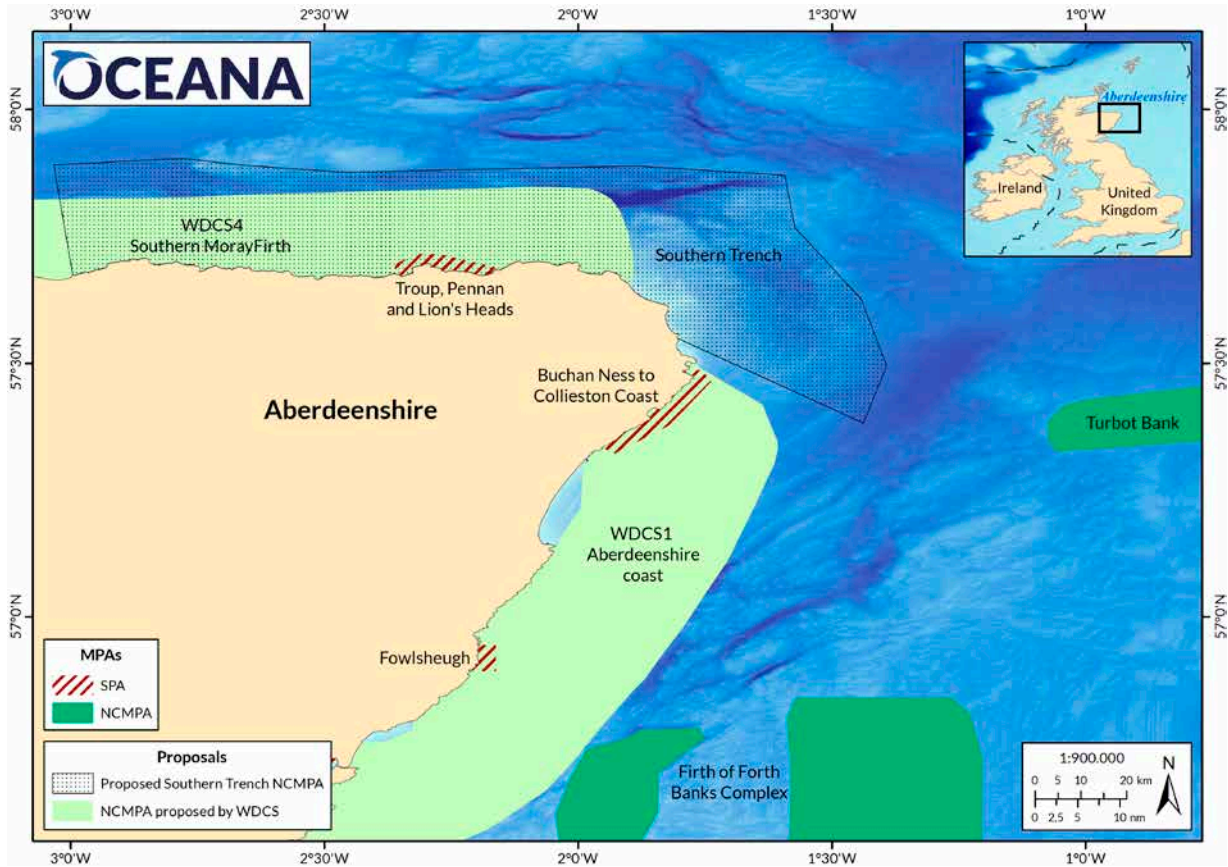 3°0'W
2°30'W
2°0'W
1°30'W
1°0'W
OCEANA
58°0'N
58°0'N
Aberdeenshire
Ireland
United
Kingdom
WDCS4
Southern MorayFirth
Southern Trench
Troup, Pennan
and Lion's Heads
57°30'N
57°30'N
Buchan Ness to
Collieston Coast
Aberdeenshire
Turbot Bank
WDCS1
Aberdeenshire
coast
57°0'N
57°0'N
Fowlsheugh
MPAs
SPA
NCMPA
Proposals
Proposed Southern Trench NCMPA
NCMPA proposed by WDCS
Firth of Forth
Banks Complex
1:900.000
N
0 5 10 20 km
0 2,5 5 10 nm
3°0'W
2°30'W
2°0'W
1°30'W
1°0'W